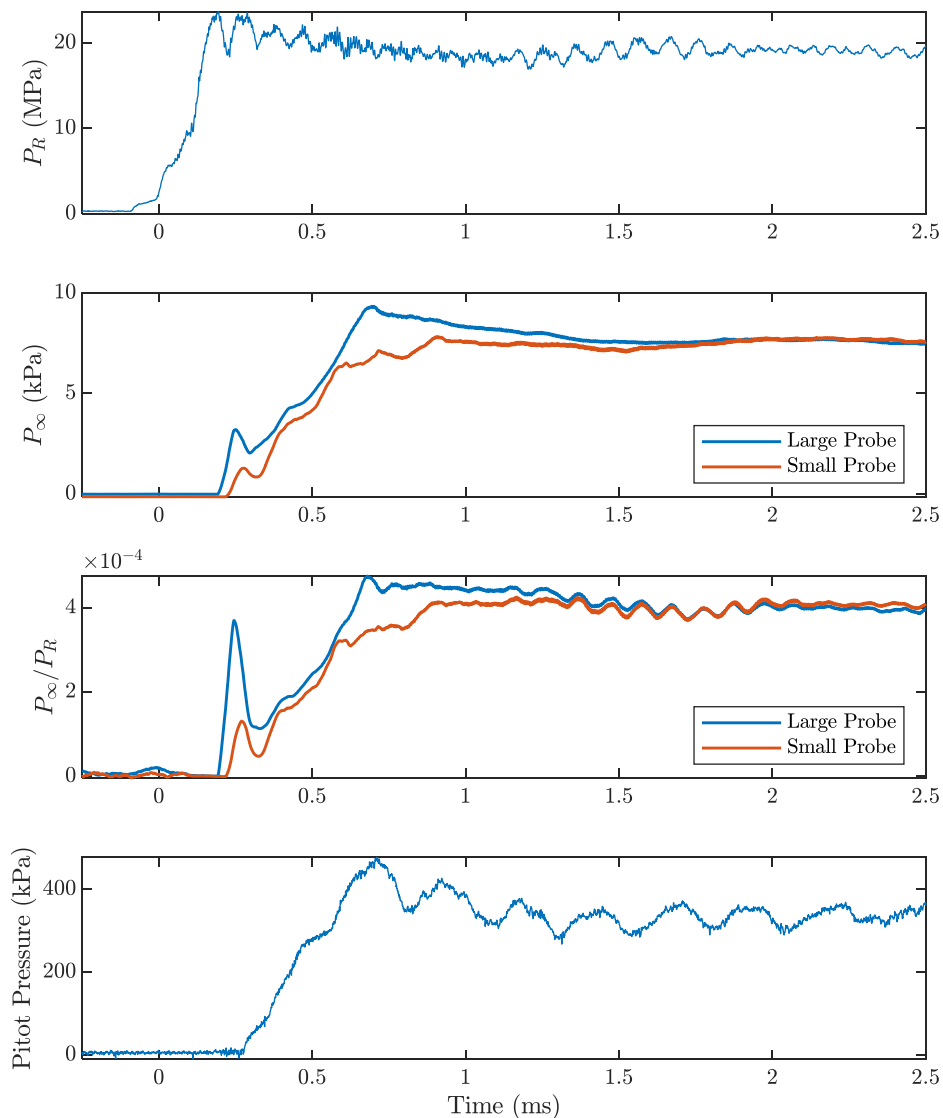 P_R (MPa)
20
10
0
0 0.5 1 1.5 2 2.5
P_∞ (kPa)
10
5
0
Large Probe
Small Probe
0 0.5 1 1.5 2 2.5
×10⁻⁴
P_∞/P_R
4
2
0
Large Probe
Small Probe
0 0.5 1 1.5 2 2.5
Pitot Pressure (kPa)
400
200
0
0 0.5 1 1.5 2 2.5
Time (ms)